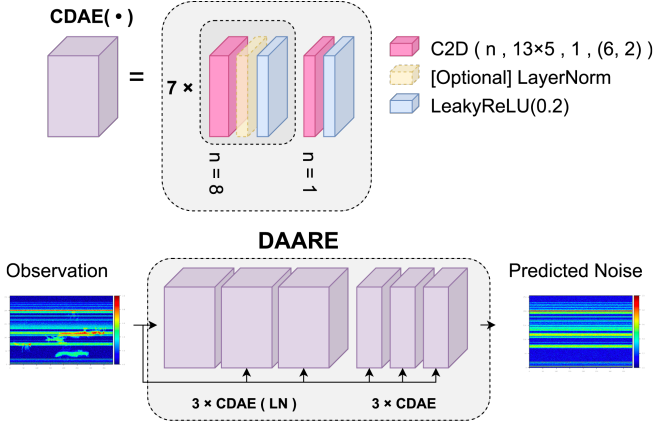 CDAE( • )
=
7 ×
n = 8
n = 1
C2D ( n , 13×5 , 1 , (6, 2) )
[Optional] LayerNorm
LeakyReLU(0.2)
DAARE
Observation
Predicted Noise
3 × CDAE ( LN )
3 × CDAE